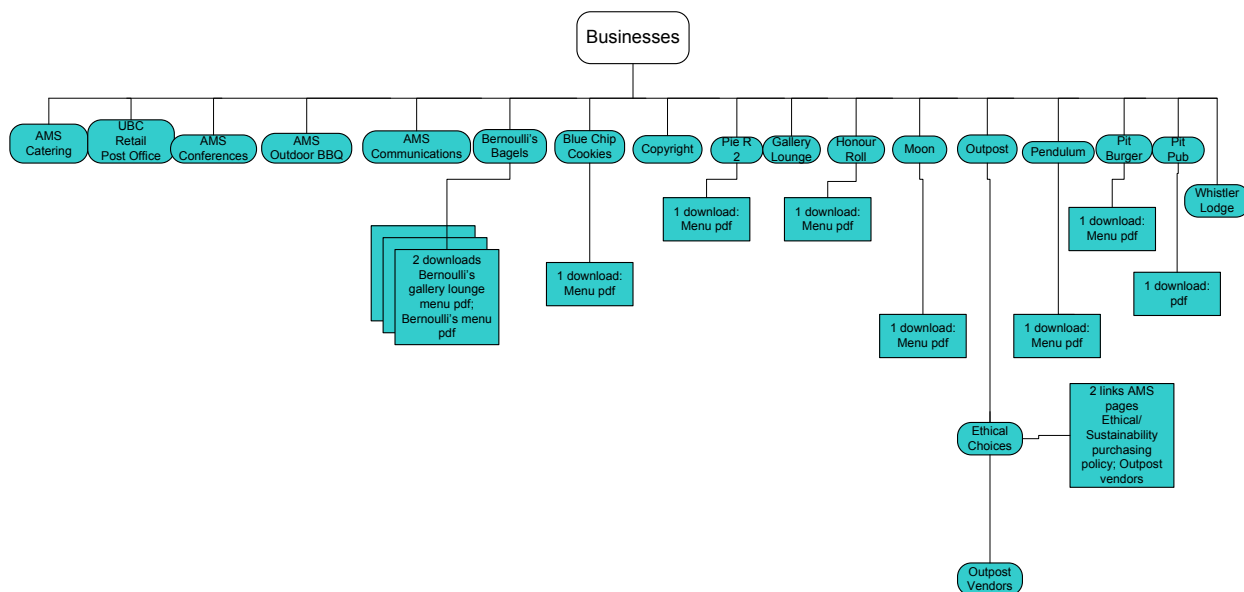 Businesses
AMS
Catering
UBC
Retail
Post Office
AMS
Conferences
AMS
Outdoor BBQ
AMS
Communications
Bernoulli's
Bagels
Blue Chip
Cookies
Copyright
Pie R
2
Gallery
Lounge
Honour
Roll
Moon
Outpost
Pendulum
Pit
Burger
Pit
Pub
Whistler
Lodge
2 downloads
Bernoulli's
gallery lounge
menu pdf;
Bernoulli's menu
pdf
1 download:
Menu pdf
1 download:
Menu pdf
1 download:
Menu pdf
1 download:
Menu pdf
1 download:
Menu pdf
1 download:
Menu pdf
1 download:
pdf
Ethical
Choices
2 links AMS
pages
Ethical/
Sustainability
purchasing
policy; Outpost
vendors
Outpost
Vendors